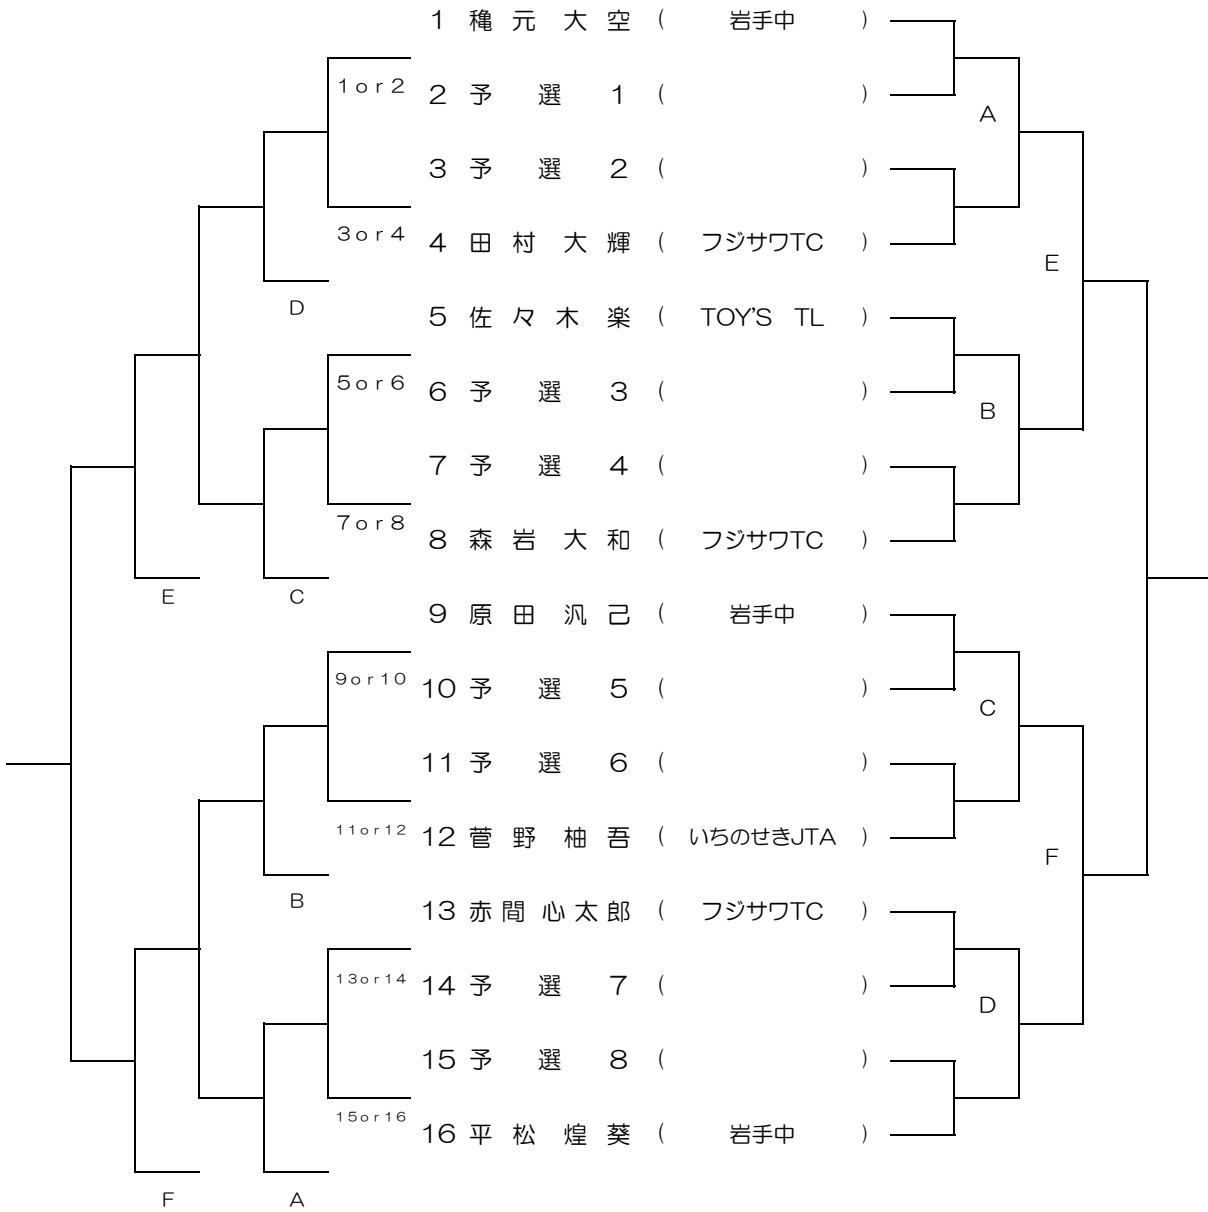 1 穐元 大空 ( 岩手中 )
1or2
2 予 選 1 ( )
A
3 予 選 2 ( )
3or4
4 田村 大輝 ( フジサワTC )
E
D
5 佐々木 楽 ( TOY'S TL )
5or6
6 予 選 3 ( )
B
7 予 選 4 ( )
7or8
8 森岩 大和 ( フジサワTC )
E
C
9 原田 汎己 ( 岩手中 )
9or10
10 予 選 5 ( )
C
11 予 選 6 ( )
11or12
12 菅野 柚吾 ( いちのせきJTA )
F
B
13 赤間 心太郎 ( フジサワTC )
13or14
14 予 選 7 ( )
D
15 予 選 8 ( )
15or16
16 平松 煌葵 ( 岩手中 )
F
A